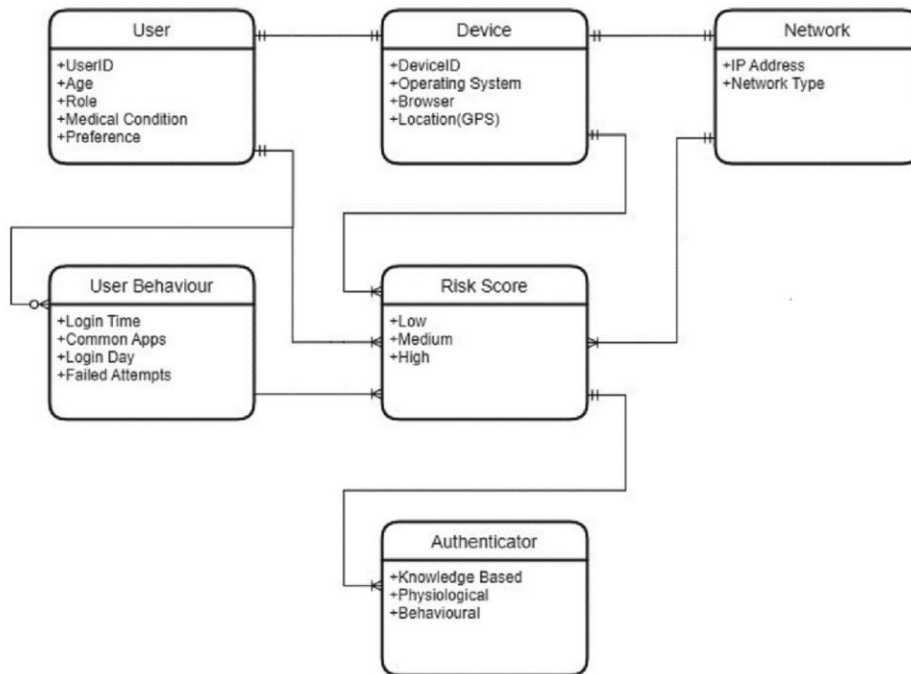 User
+UserID
+Age
+Role
+Medical Condition
+Preference
Device
+DeviceID
+Operating System
+Browser
+Location(GPS)
Network
+IP Address
+Network Type
User Behaviour
+Login Time
+Common Apps
+Login Day
+Failed Attempts
Risk Score
+Low
+Medium
+High
Authenticator
+Knowledge Based
+Physiological
+Behavioural